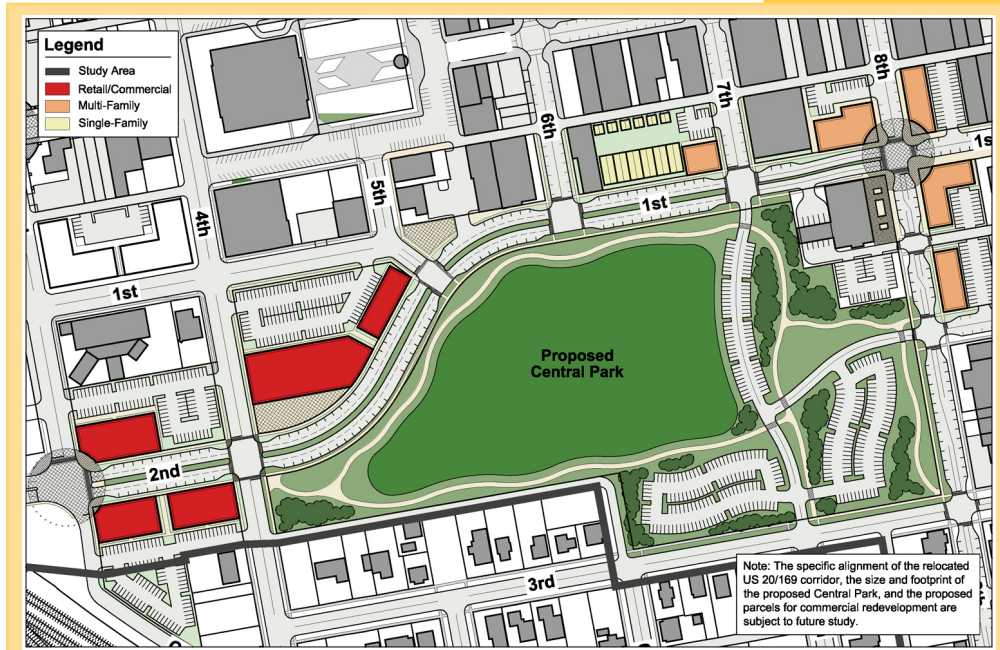 Legend
Study Area
Retail/Commercial
Multi-Family
Single-Family
4th
5th
6th
7th
8th
1st
1st
1s
Proposed
Central Park
2nd
3rd
Note: The specific alignment of the relocated
US 20/169 corridor, the size and footprint of
the proposed Central Park, and the proposed
parcels for commercial redevelopment are
subject to future study.